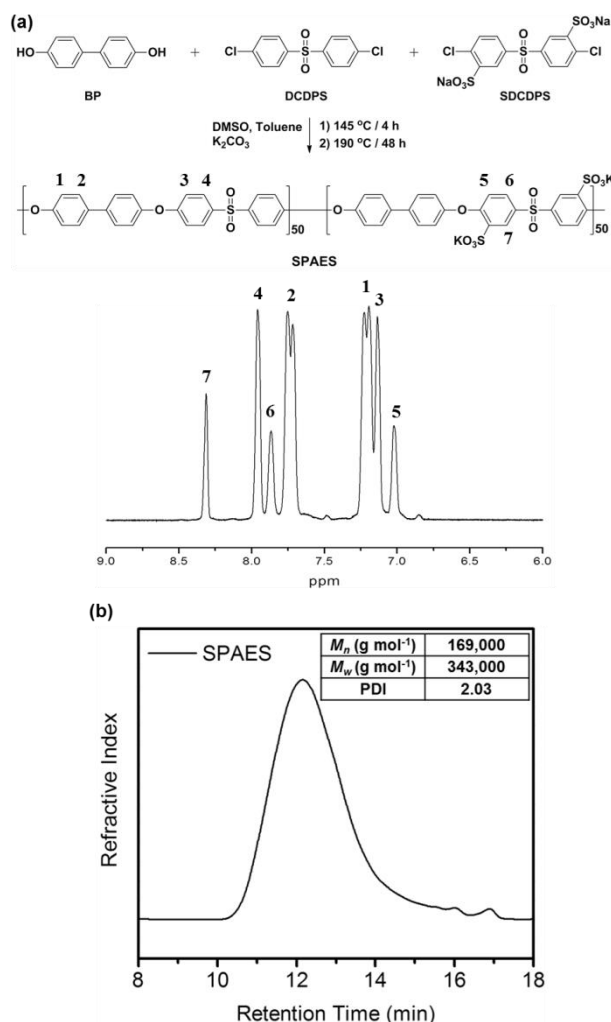 (a)
HO OH + Cl O S O Cl + Cl O S O SO₃Na Cl NaO₃S
BP DCDPS SDCDPS
DMSO, Toluene 1) 145 °C / 4 h
K₂CO₃ 2) 190 °C / 48 h
1 2 3 4 5 6 7
O O O S O 50 O O O S O SO₃K KO₃S 50
SPAES
7 4 6 2 1 3 5
9.0 8.5 8.0 7.5 7.0 6.5 6.0
ppm
(b)
SPAES
Mn (g mol⁻¹) 169,000
Mw (g mol⁻¹) 343,000
PDI 2.03
Refractive Index
8 10 12 14 16 18
Retention Time (min)